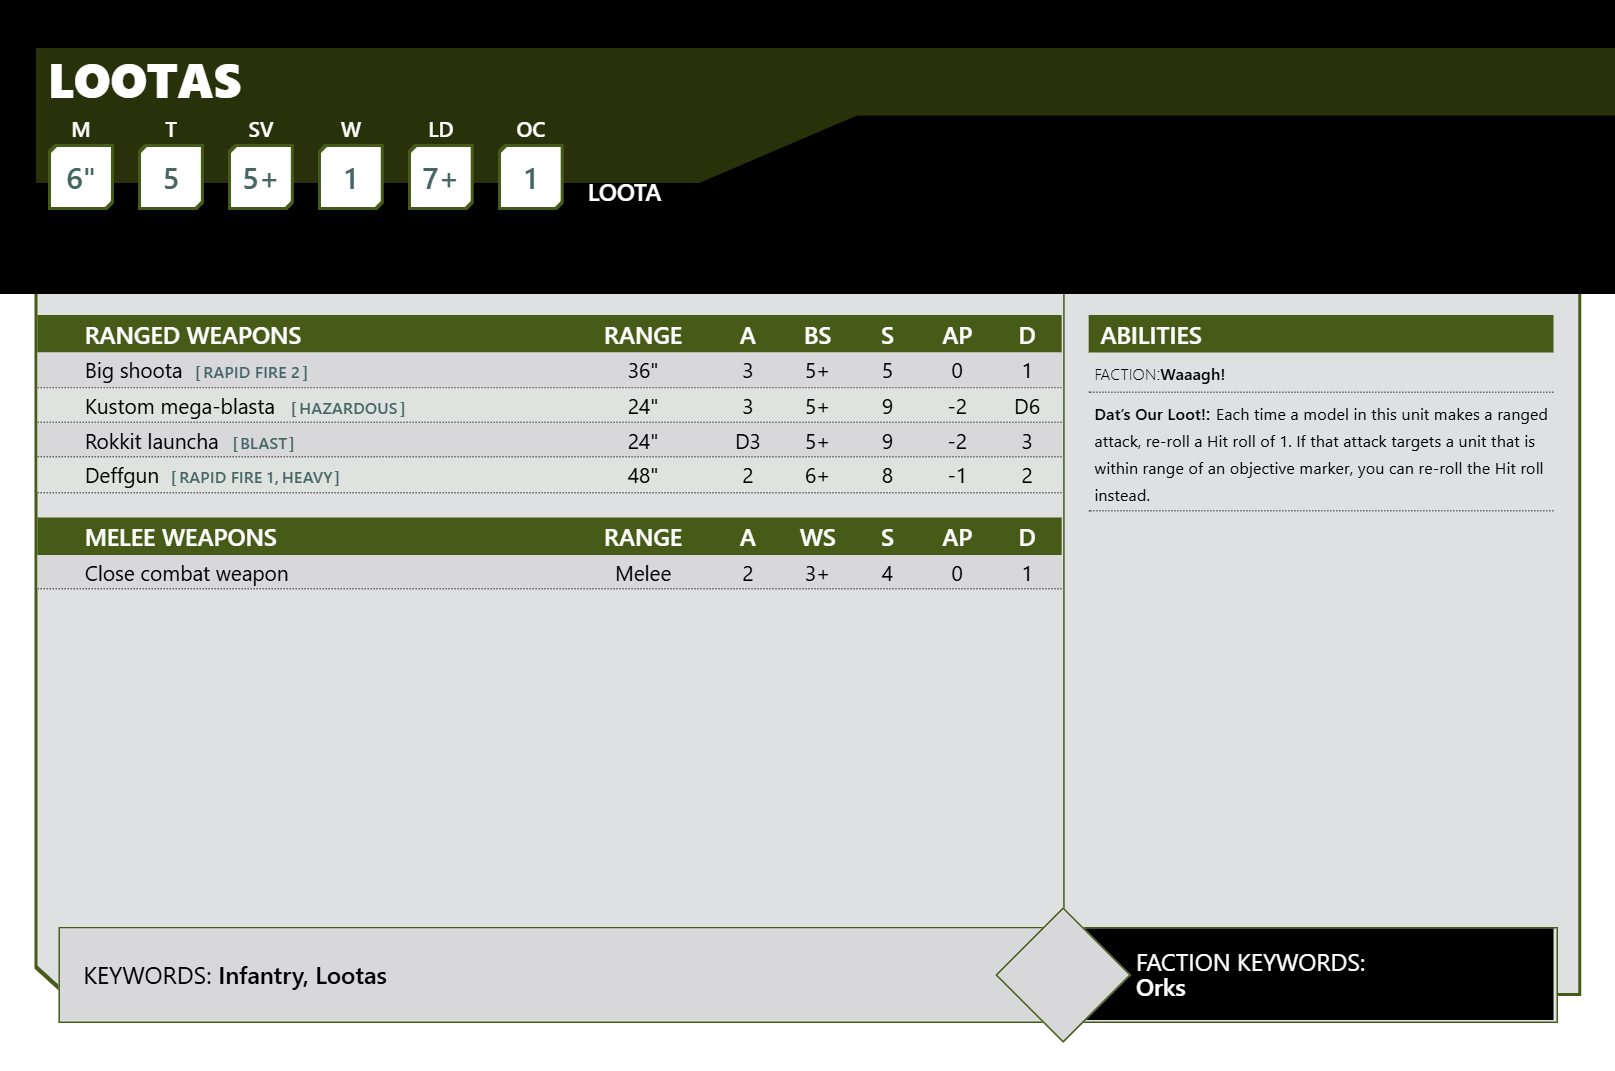 LOOTAS
M T SV W LD OC
6" 5 5+ 1 7+ 1 LOOTA
RANGED WEAPONS RANGE A BS S AP D
Big shoota [RAPID FIRE 2] 36" 3 5+ 5 0 1
Kustom mega-blasta [HAZARDOUS] 24" 3 5+ 9 -2 D6
Rokkit launcha [BLAST] 24" D3 5+ 9 -2 3
Deffgun [RAPID FIRE 1, HEAVY] 48" 2 6+ 8 -1 2
MELEE WEAPONS RANGE A WS S AP D
Close combat weapon Melee 2 3+ 4 0 1
ABILITIES
FACTION:Waaagh!
Dat’s Our Loot!: Each time a model in this unit makes a ranged
attack, re-roll a Hit roll of 1. If that attack targets a unit that is
within range of an objective marker, you can re-roll the Hit roll
instead.
KEYWORDS: Infantry, Lootas
FACTION KEYWORDS:
Orks